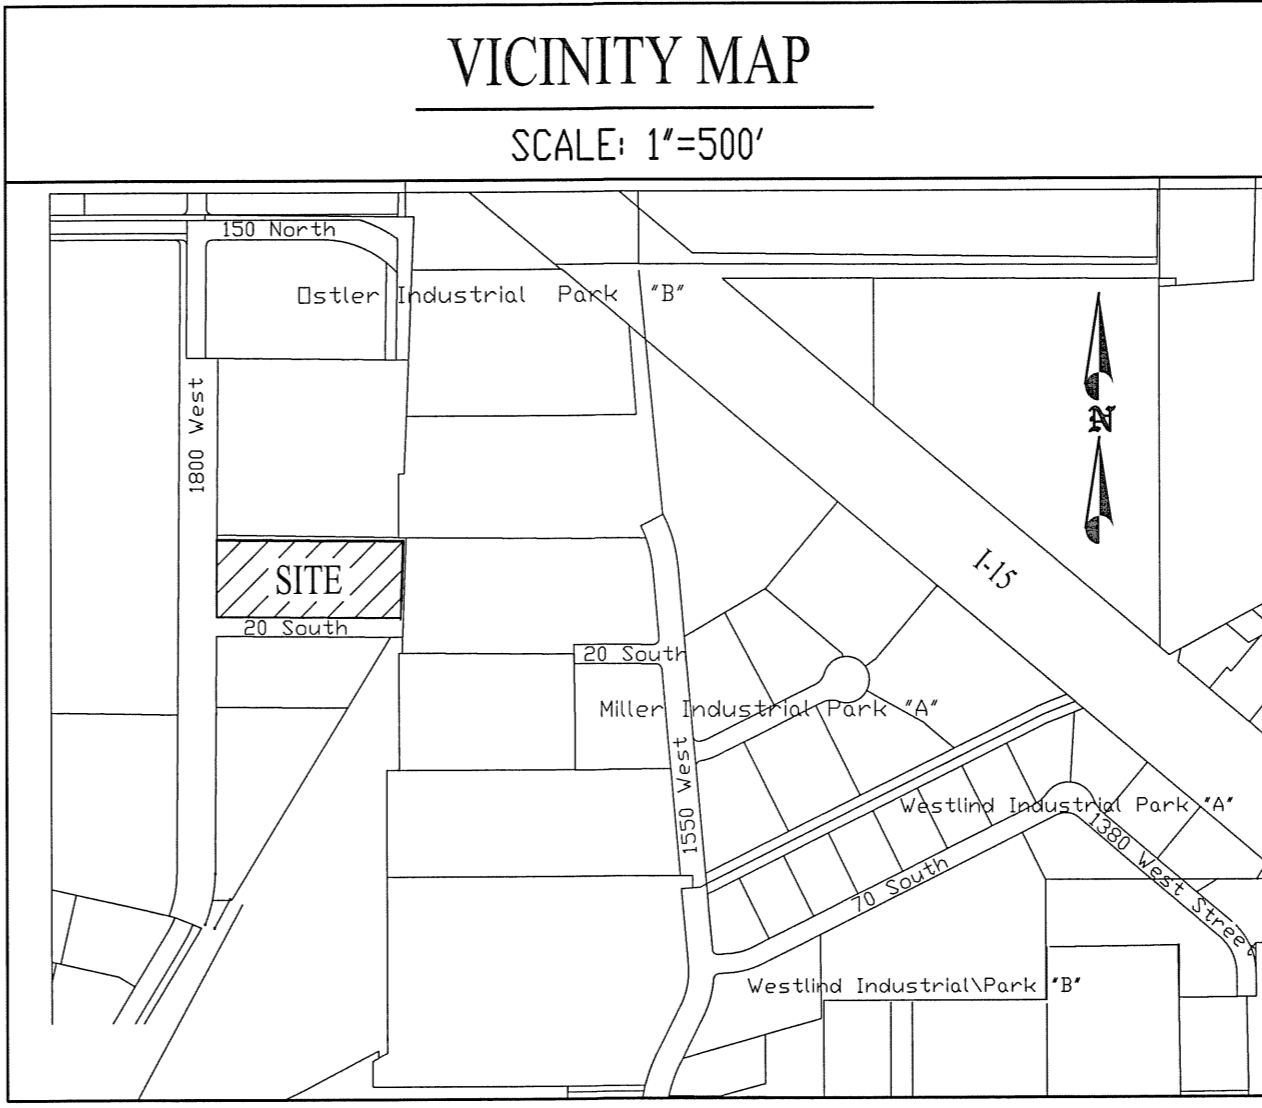 VICINITY MAP
SCALE: 1"=500'
150 North
Ostler Industrial Park "B"
1800 West
N
I-15
SITE
20 South
20 South
Miller Industrial Park "A"
1550 West
Westlind Industrial Park "A"
1380 West Street
70 South
Westlind Industrial\Park "B"